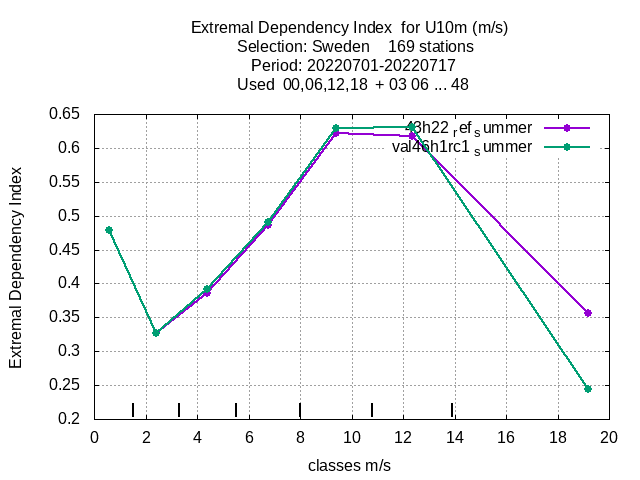 Extremal Dependency Index  for U10m (m/s)
Selection: Sweden    169 stations
Period: 20220701-20220717
Used  00,06,12,18  + 03 06 ... 48
0.65
0.6
0.55
0.5
0.45
0.4
0.35
0.3
0.25
0.2
Extremal Dependency Index
43h22 refsummer
val46h1rc1 summer
0 2 4 6 8 10 12 14 16 18 20
classes m/s